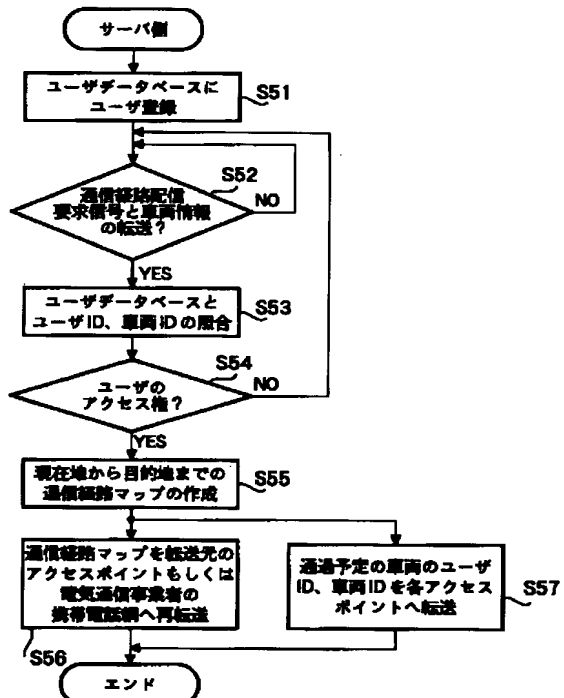 サーバ側
ユーザデータベースに
ユーザ登録
S51
S52
通信経路配信
要求信号と車両情報
の転送？
NO
YES
ユーザデータベースと
ユーザID、車両IDの照合
S53
S54
ユーザの
アクセス権？
NO
YES
現在地から目的地までの
通信経路マップの作成
S55
通信経路マップを転送元の
アクセスポイントもしくは
電気通信事業者の
携帯電話網へ再転送
S56
通過予定の車両のユーザ
ID、車両IDを各アクセス
ポイントへ転送
S57
エンド